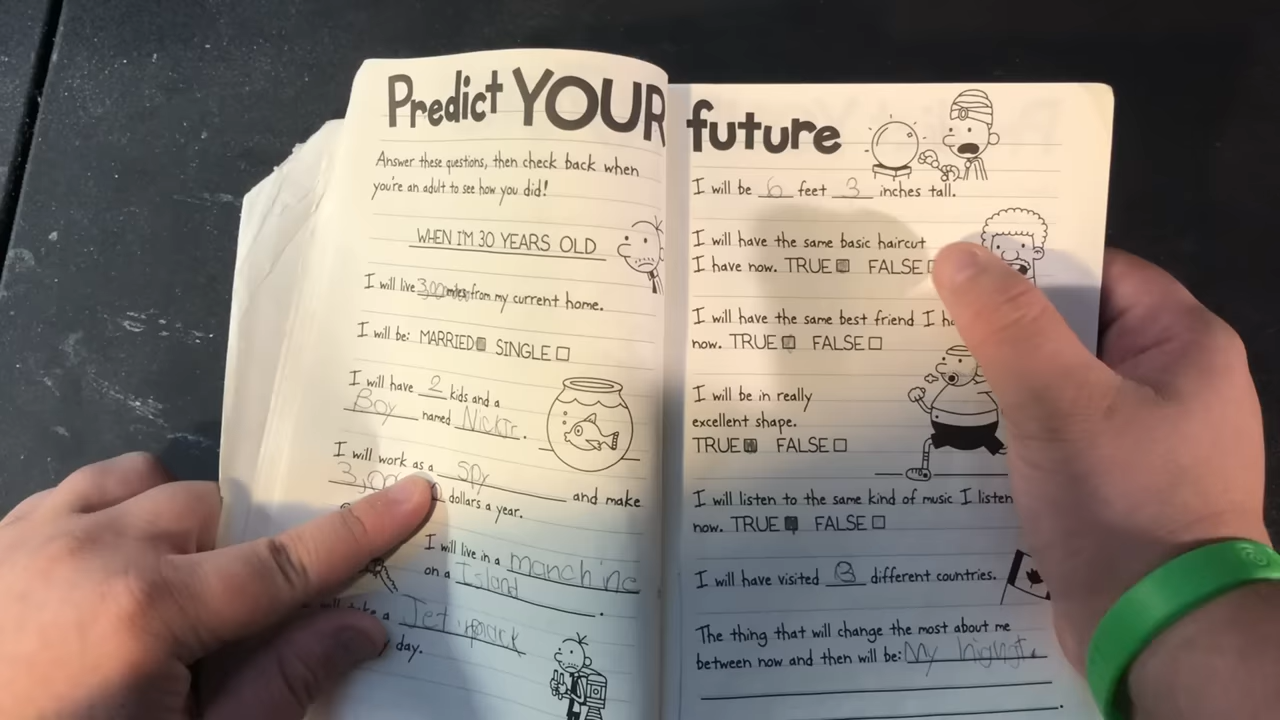 Predict YOUR future
Answer these questions, then check back when
you're an adult to see how you did!
WHEN I'M 30 YEARS OLD
I will live from my current home.
I will be: MARRIED SINGLE
I will have 2 kids and a
Boy named Nick Jr.
I will work as a spy and make
dollars a year.
I will live in a manchine
on a Island.
take a Jet pack
day.
I will be 6 feet 3 inches tall.
I will have the same basic haircut
I have now. TRUE FALSE
I will have the same best friend I
now. TRUE FALSE
I will be in really
excellent shape.
TRUE FALSE
I will listen to the same kind of music I listen
now. TRUE FALSE
I will have visited 8 different countries.
The thing that will change the most about me
between now and then will be: My